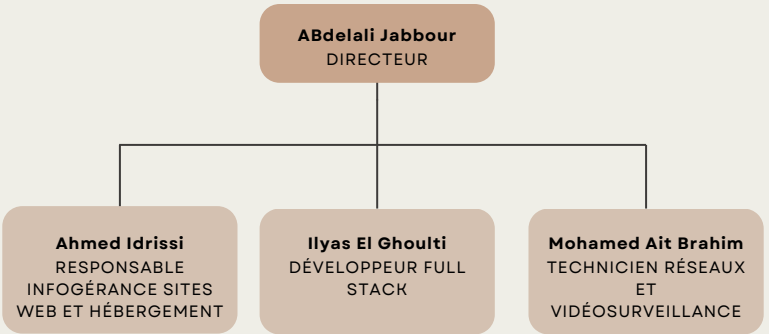 ABdelali Jabbour
DIRECTEUR
Ahmed Idrissi
RESPONSABLE
INFOGÉRANCE SITES
WEB ET HÉBERGEMENT
Ilyas El Ghoulti
DÉVELOPPEUR FULL
STACK
Mohamed Ait Brahim
TECHNICIEN RÉSEAUX
ET
VIDÉOSURVEILLANCE